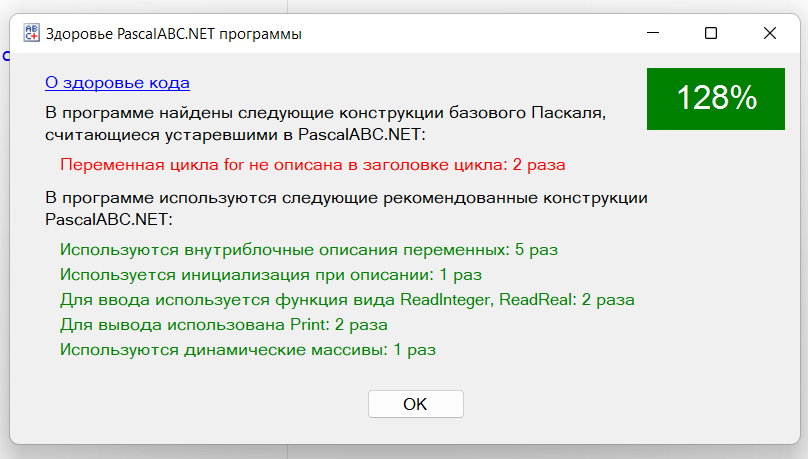 Здоровье PascalABC.NET программы
О здоровье кода
128%
В программе найдены следующие конструкции базового Паскаля,
считающиеся устаревшими в PascalABC.NET:
Переменная цикла for не описана в заголовке цикла: 2 раза
В программе используются следующие рекомендованные конструкции
PascalABC.NET:
Используются внутриблочные описания переменных: 5 раз
Используется инициализация при описании: 1 раз
Для ввода используется функция вида ReadInteger, ReadReal: 2 раза
Для вывода использована Print: 2 раза
Используются динамические массивы: 1 раз
OK